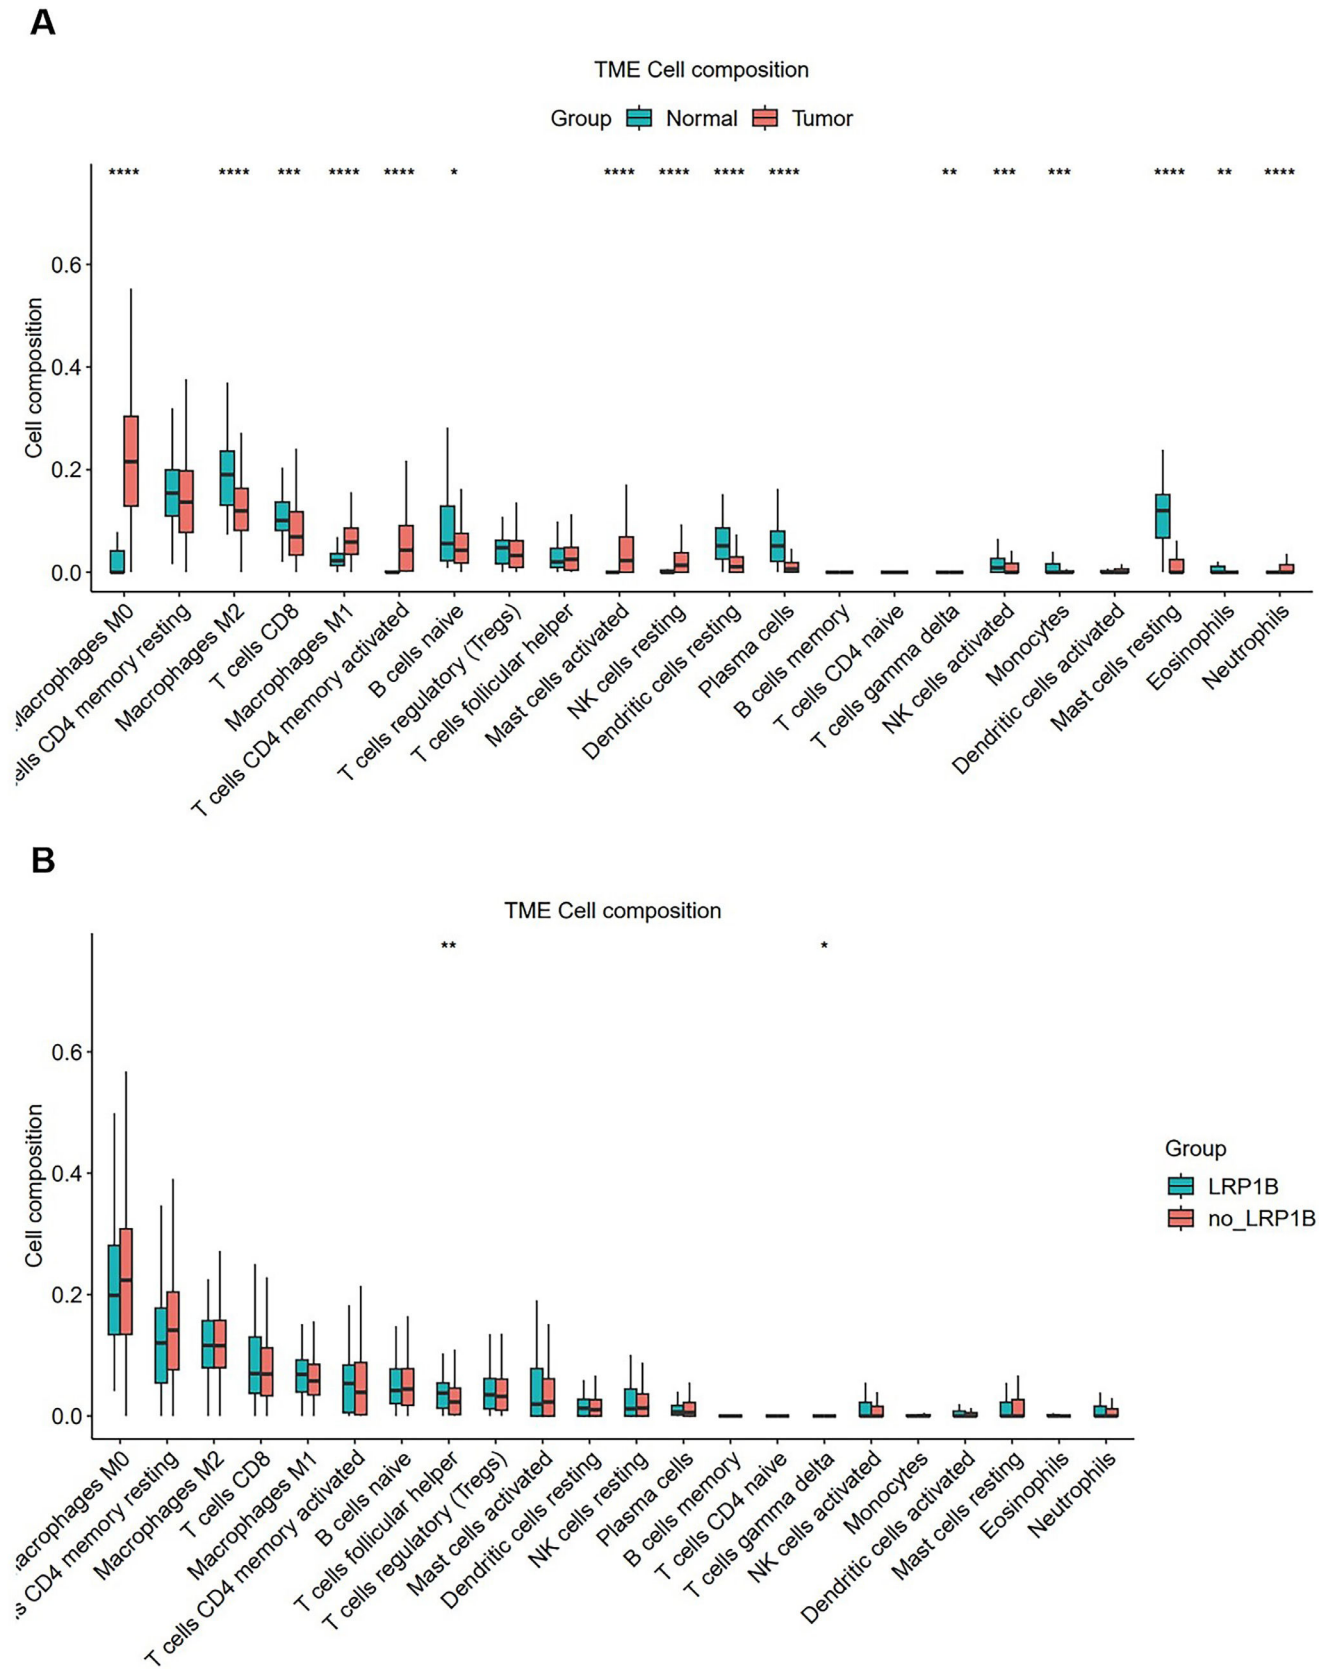 A
TME Cell composition
Group Normal Tumor
**** **** *** **** **** * **** **** **** **** ** *** *** **** ** ****
Cell composition
0.6
0.4
0.2
0.0
Macrophages M0
CD4 memory resting
Macrophages M2
T cells CD8
Macrophages M1
T cells CD4 memory activated
B cells naive
T cells regulatory (Tregs)
T cells follicular helper
Mast cells activated
NK cells resting
Dendritic cells resting
Plasma cells
B cells memory
T cells CD4 naive
T cells gamma delta
NK cells activated
Monocytes
Dendritic cells activated
Mast cells resting
Eosinophils
Neutrophils
B
TME Cell composition
** *
Cell composition
0.6
0.4
0.2
0.0
Group
LRP1B
no_LRP1B
acrophages M0
s CD4 memory resting
Macrophages M2
T cells CD8
Macrophages M1
T cells CD4 memory activated
B cells naive
T cells follicular helper
T cells regulatory (Tregs)
Mast cells activated
Dendritic cells resting
NK cells resting
Plasma cells
B cells memory
T cells CD4 naive
T cells gamma delta
NK cells activated
Monocytes
Dendritic cells activated
Mast cells resting
Eosinophils
Neutrophils